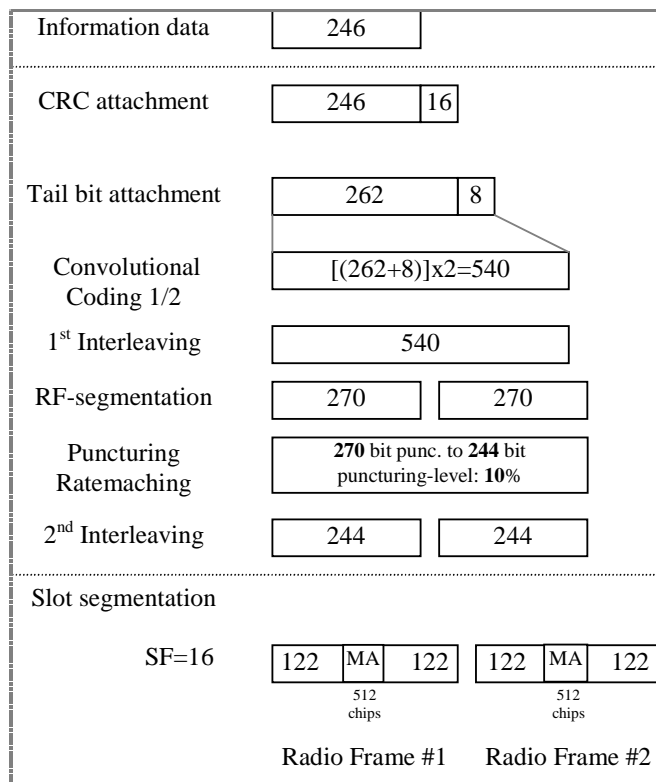 Information data
246
CRC attachment
246 16
Tail bit attachment
262 8
Convolutional
Coding 1/2
[(262+8)]x2=540
1st Interleaving
540
RF-segmentation
270 270
Puncturing
Ratemaching
270 bit punc. to 244 bit
puncturing-level: 10%
2nd Interleaving
244 244
Slot segmentation
SF=16
122 MA 122 122 MA 122
512 512
chips chips
Radio Frame #1 Radio Frame #2